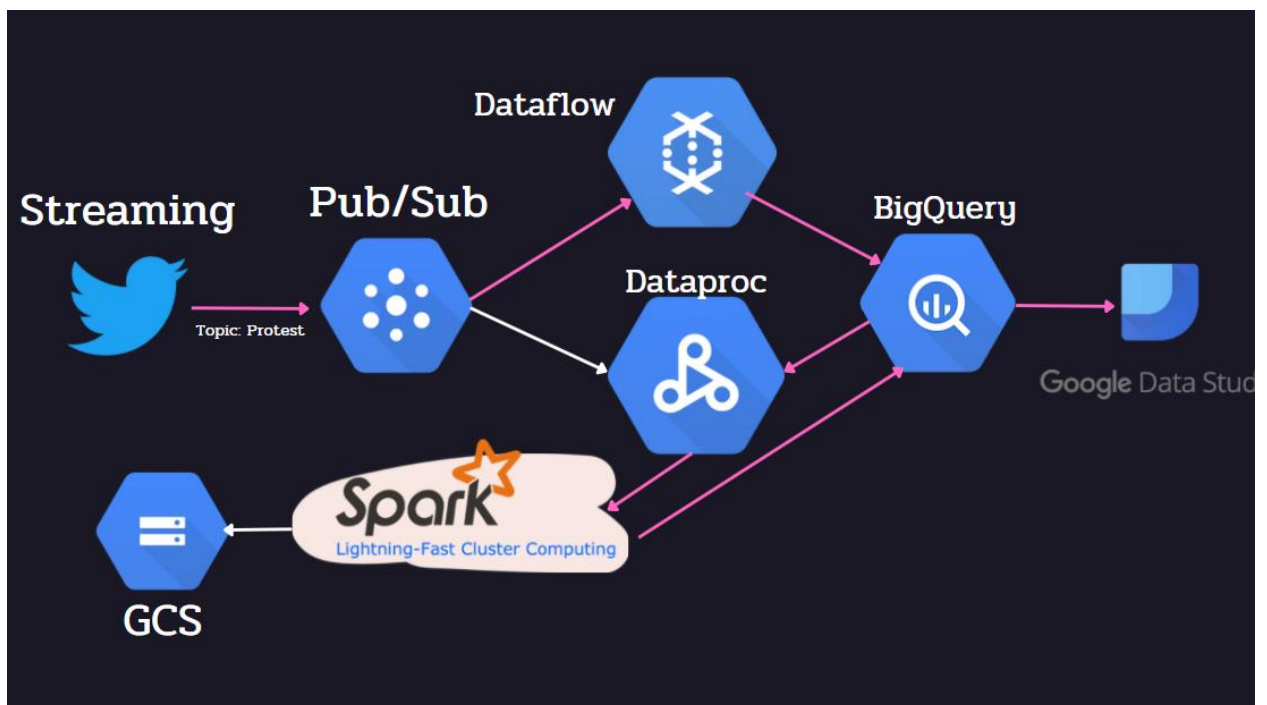 Dataflow
Streaming
Pub/Sub
BigQuery
Topic: Protest
Dataproc
Google Data Stud
Spark
Lightning-Fast Cluster Computing
GCS